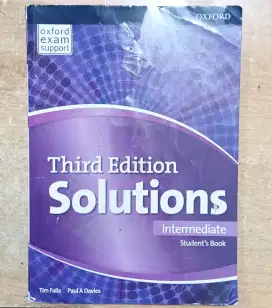 oxford
exam
support
OXFORD
Third Edition
Solutions
Intermediate
Student's Book
Tim Falla Paul A Davies